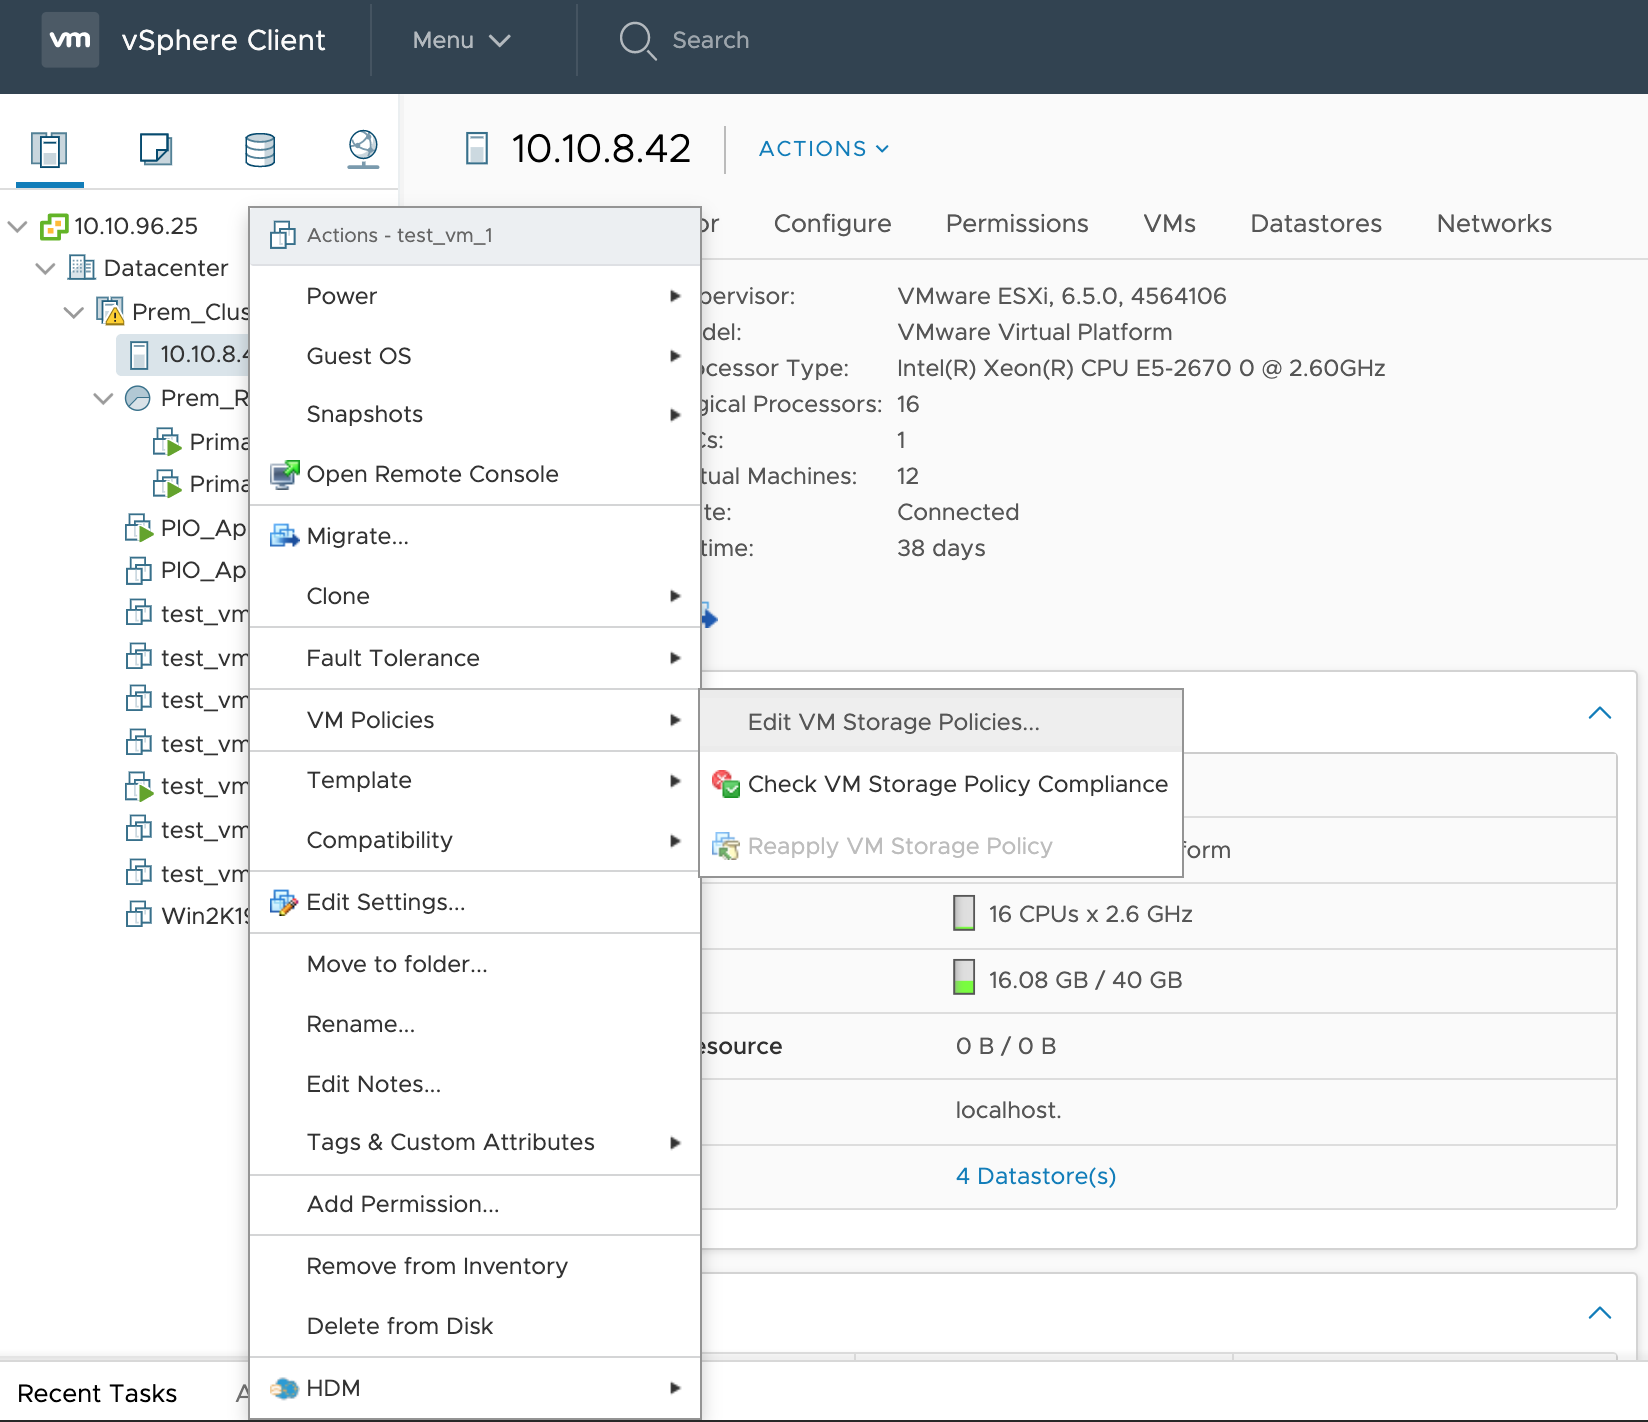 vm vSphere Client Menu Search
10.10.8.42 ACTIONS
Configure Permissions VMs Datastores Networks
10.10.96.25
Datacenter
Prem_Clus
10.10.8.4
Prem_R
Prima
Prima
PIO_Ap
PIO_Ap
test_vm
test_vm
test_vm
test_vm
test_vm
test_vm
test_vm
Win2K19
Actions - test_vm_1
Power
Guest OS
Snapshots
Open Remote Console
Migrate...
Clone
Fault Tolerance
VM Policies
Template
Compatibility
Edit Settings...
Move to folder...
Rename...
Edit Notes...
Tags & Custom Attributes
Add Permission...
Remove from Inventory
Delete from Disk
HDM
Edit VM Storage Policies...
Check VM Storage Policy Compliance
Reapply VM Storage Policy
pervisor: VMware ESXi, 6.5.0, 4564106
del: VMware Virtual Platform
cessor Type: Intel(R) Xeon(R) CPU E5-2670 0 @ 2.60GHz
gical Processors: 16
Cs: 1
tual Machines: 12
te: Connected
time: 38 days
form
16 CPUs x 2.6 GHz
16.08 GB / 40 GB
esource 0 B / 0 B
localhost.
4 Datastore(s)
Recent Tasks